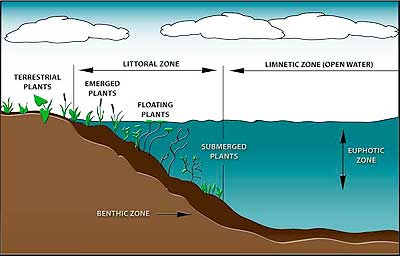 LITTORAL ZONE
LIMNETIC ZONE (OPEN WATER)
TERRESTRIAL
PLANTS
EMERGED
PLANTS
FLOATING
PLANTS
SUBMERGED
PLANTS
EUPHOTIC
ZONE
BENTHIC ZONE